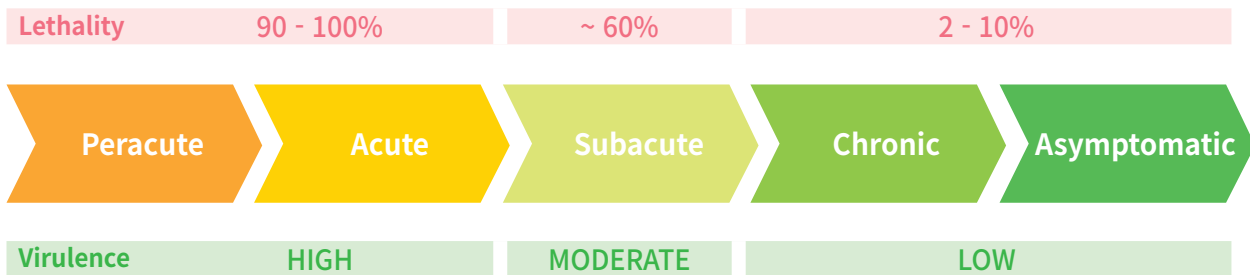 Lethality 90 - 100% ~ 60% 2 - 10%
Peracute Acute Subacute Chronic Asymptomatic
Virulence HIGH MODERATE LOW